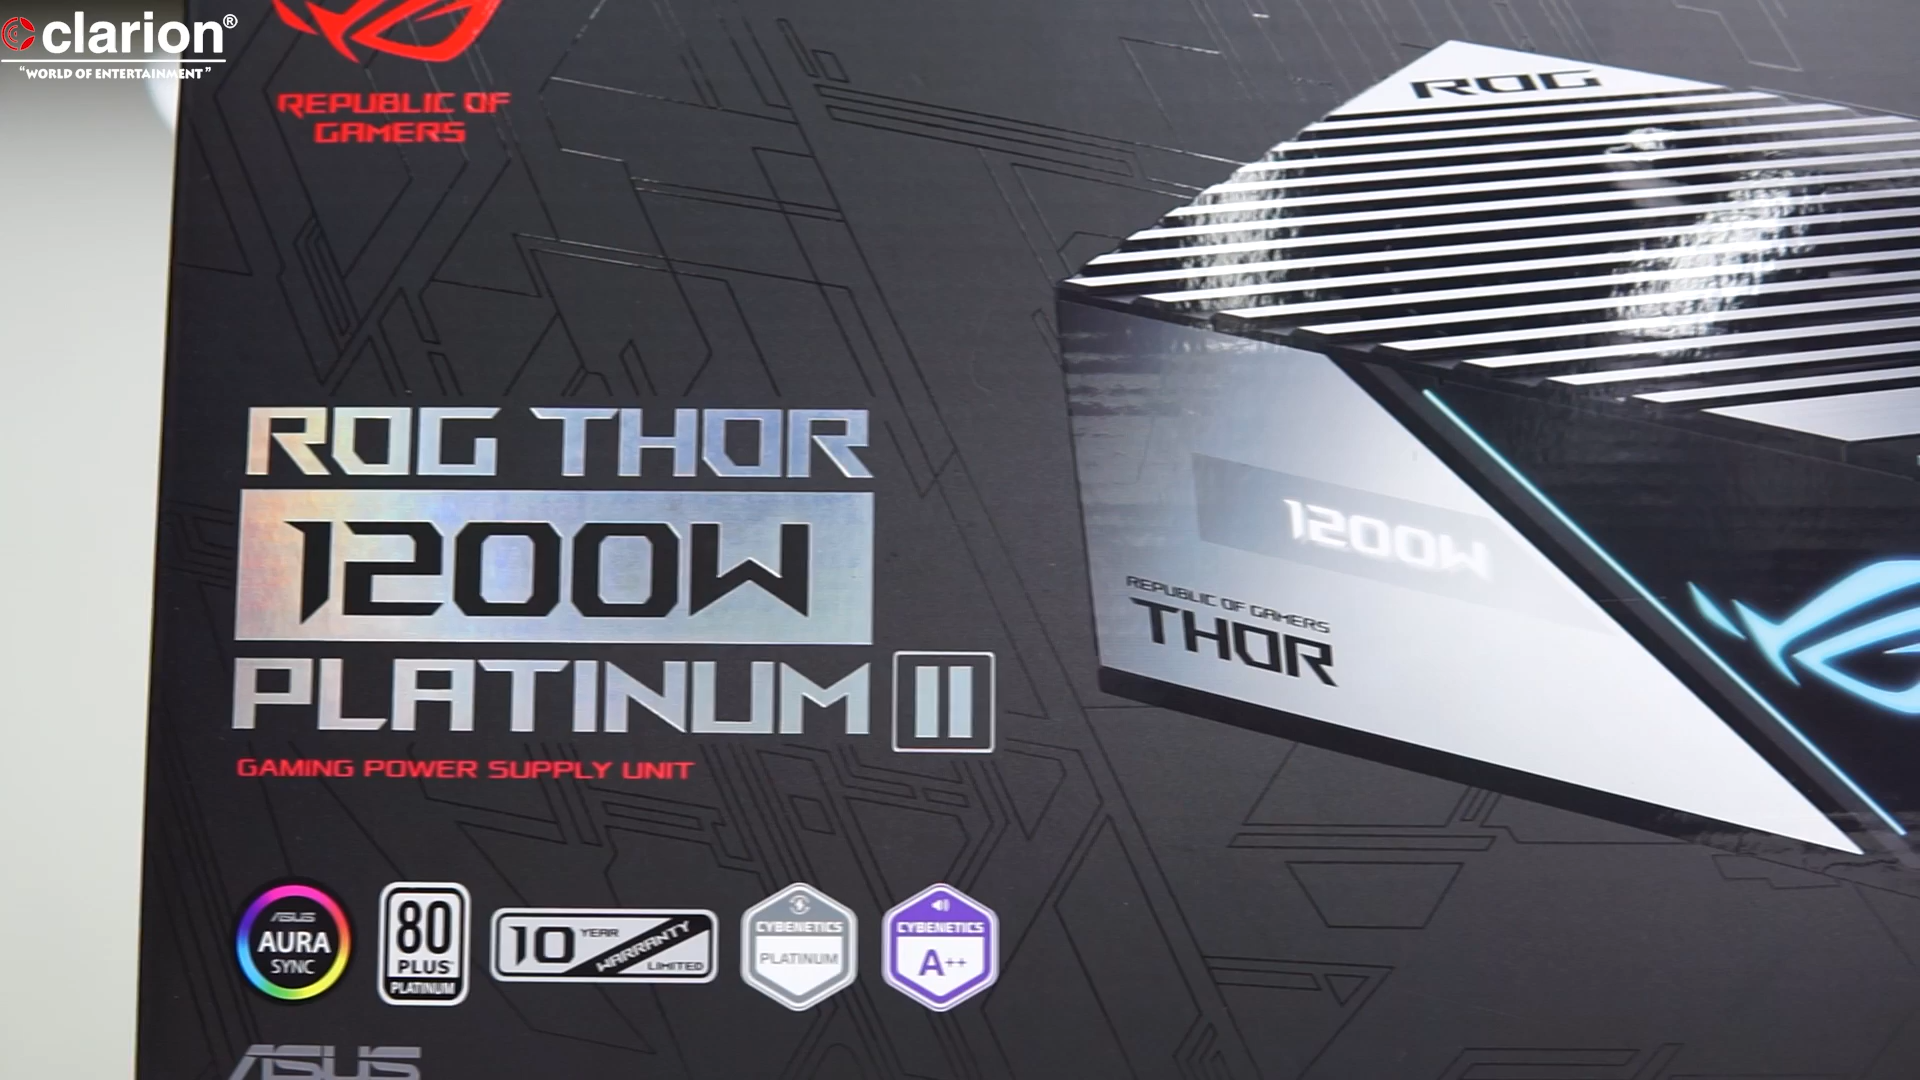 clarion®
"WORLD OF ENTERTAINMENT"
REPUBLIC OF
GAMERS
ROG
ROG THOR
1200W
PLATINUM II
GAMING POWER SUPPLY UNIT
1200W
REPUBLIC OF GAMERS
THOR
ASUS
AURA
SYNC
80
PLUS
PLATINUM
10 YEAR
WARRANTY
LIMITED
CYBENETICS
PLATINUM
CYBENETICS
A++
ASUS